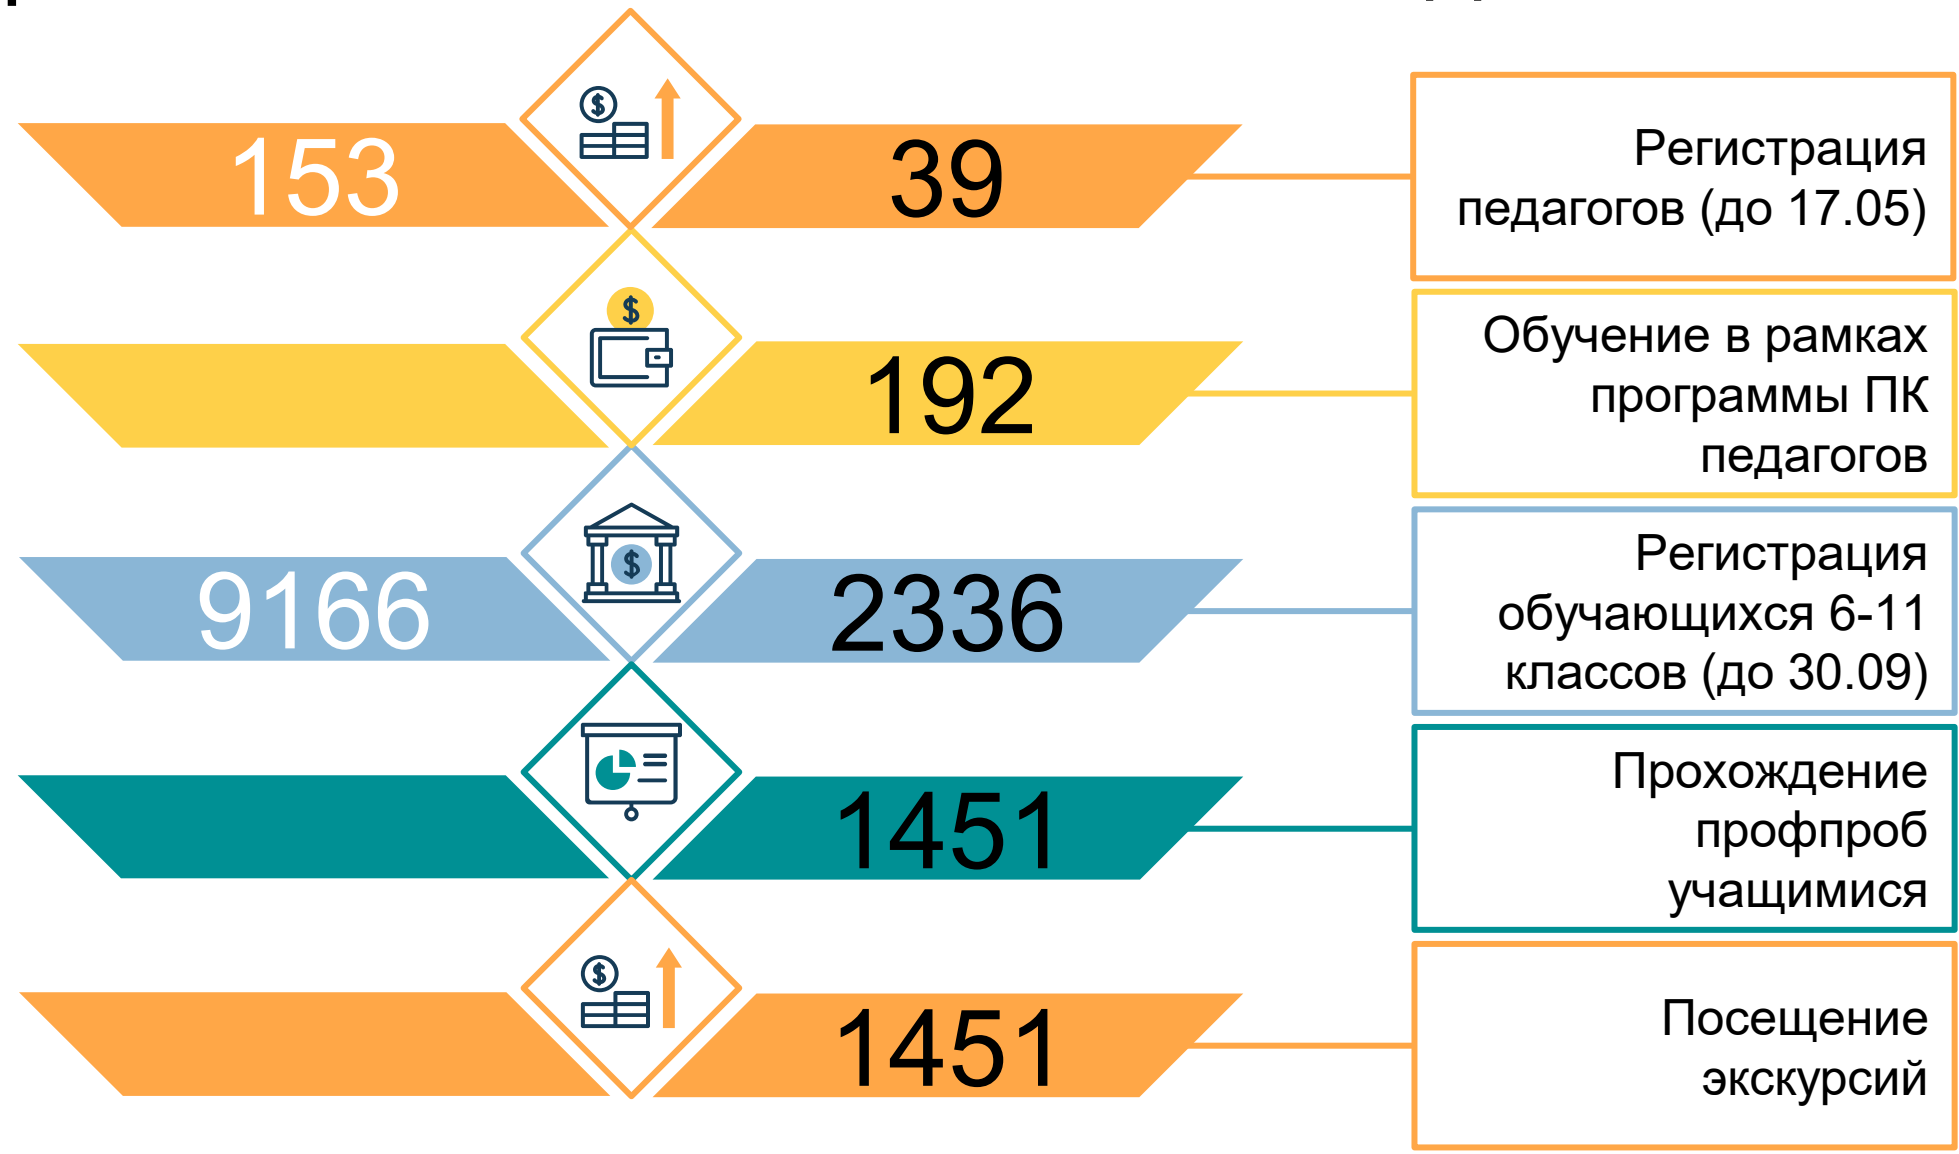 153
39
Регистрация
педагогов (до 17.05)
192
Обучение в рамках
программы ПК
педагогов
9166
2336
Регистрация
обучающихся 6-11
классов (до 30.09)
1451
Прохождение
профпроб
учащимися
1451
Посещение
экскурсий